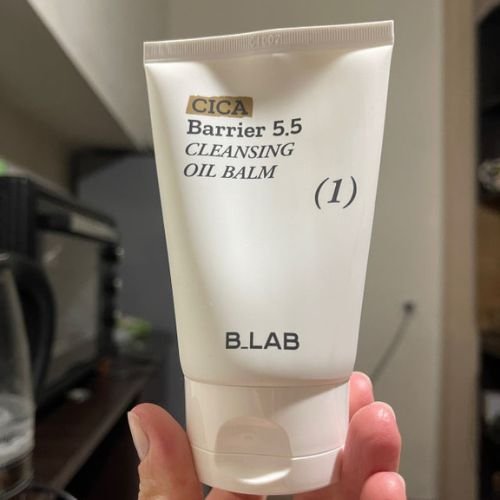 CICA
Barrier 5.5
CLEANSING
OIL BALM
(1)
B_LAB